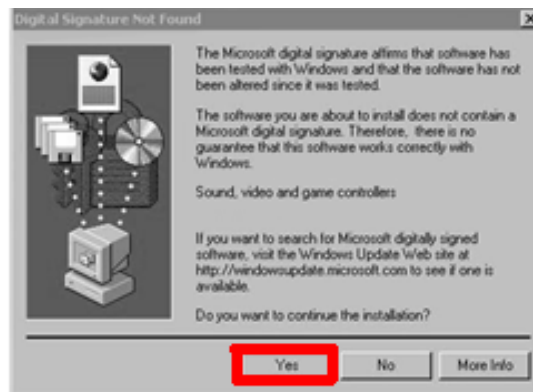 Digital Signature Not Found
The Microsoft digital signature affirms that software has
been tested with Windows and that the software has not
been altered since it was tested.
The software you are about to install does not contain a
Microsoft digital signature. Therefore, there is no
guarantee that this software works correctly with
Windows.
Sound, video and game controllers
If you want to search for Microsoft digitally signed
software, visit the Windows Update Web site at
http://windowsupdate.microsoft.com to see if one is
available.
Do you want to continue the installation?
Yes
No
More Info